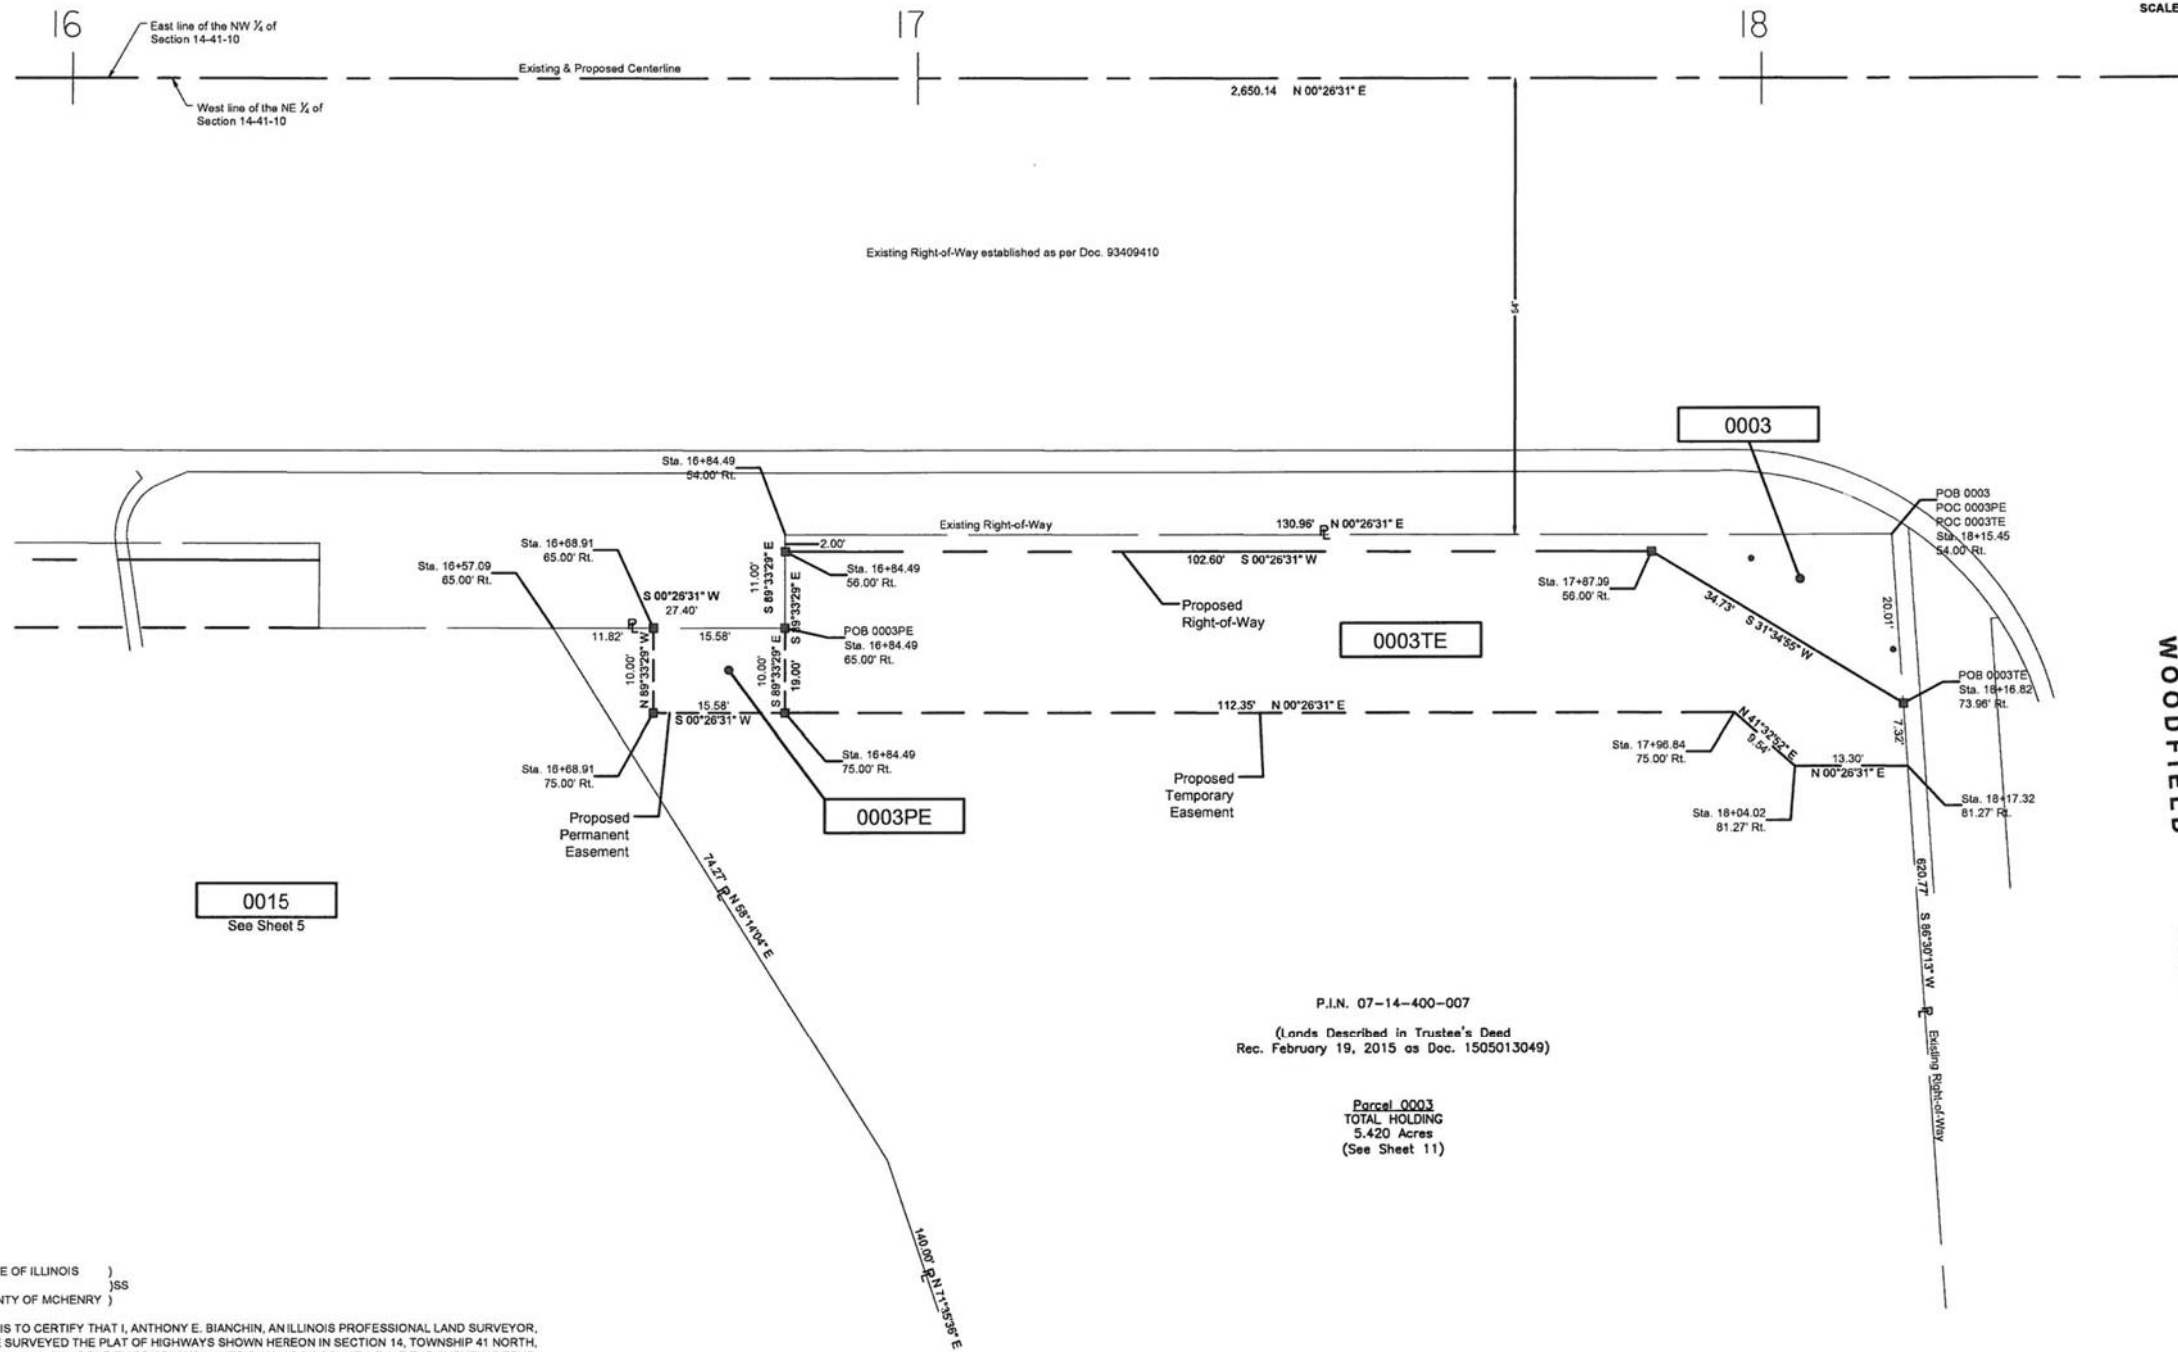 16
17
18
SCALE
East line of the NW ¼ of
Section 14-41-10
West line of the NE ¼ of
Section 14-41-10
Existing & Proposed Centerline
2,650.14 N 00°26'31" E
Existing Right-of-Way established as per Doc. 93409410
54'
0003
Sta. 16+84.49
54.00' Rt.
POB 0003
POC 0003PE
POC 0003TE
Sta. 18+15.45
54.00' Rt.
Existing Right-of-Way
130.96' PL N 00°26'31" E
Sta. 16+68.91
65.00' Rt.
Sta. 16+57.09
65.00' Rt.
2.00'
102.60' S 00°26'31" W
Sta. 16+84.49
56.00' Rt.
11.00'
S 89°33'29" E
S 89°33'29" E
19.00'
Sta. 17+87.09
56.00' Rt.
S 00°26'31" W
27.40'
PL
11.82'
15.58'
Proposed
Right-of-Way
0003TE
34.73'
S 31°34'55" W
20.01'
POB 0003PE
Sta. 16+84.49
65.00' Rt.
10.00'
N 89°33'29" W
10.00'
S 89°33'29" E
POB 0003TE
Sta. 18+16.82
73.96' Rt.
WOODFIELD
15.58'
S 00°26'31" W
112.35' N 00°26'31" E
N 41°32'52" E
9.54'
7.32'
Sta. 17+96.84
75.00' Rt.
13.30'
N 00°26'31" E
Sta. 16+84.49
75.00' Rt.
Sta. 16+68.91
75.00' Rt.
Proposed
Temporary
Easement
Sta. 18+04.02
81.27' Rt.
Sta. 18+17.32
81.27' Rt.
0003PE
Proposed
Permanent
Easement
74.27' PL N 58°14'04" E
620.77' S 86°30'13" W PL Existing Right-of-Way
0015
See Sheet 5
P.I.N. 07-14-400-007
(Lands Described in Trustee's Deed
Rec. February 19, 2015 as Doc. 1505013049)
Parcel 0003
TOTAL HOLDING
5.420 Acres
(See Sheet 11)
140.00' PL N 71°35'36" E
E OF ILLINOIS )
)SS
NTY OF MCHENRY )
IS TO CERTIFY THAT I, ANTHONY E. BIANCHIN, AN ILLINOIS PROFESSIONAL LAND SURVEYOR,
E SURVEYED THE PLAT OF HIGHWAYS SHOWN HEREON IN SECTION 14, TOWNSHIP 41 NORTH,